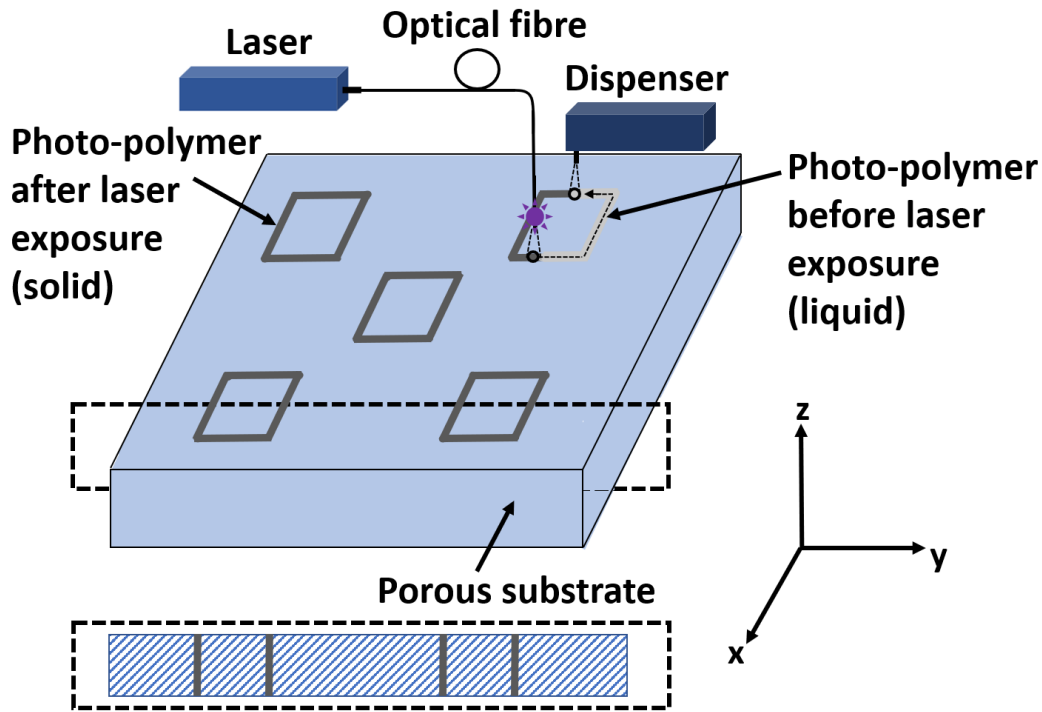 Laser
Optical fibre
Dispenser
Photo-polymer
after laser
exposure
(solid)
Photo-polymer
before laser
exposure
(liquid)
Porous substrate
z
y
x